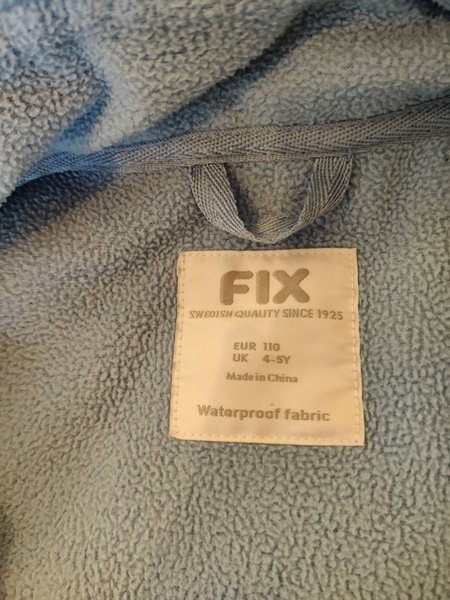 FIX
SWEDISH QUALITY SINCE 1925
EUR 110
UK 4-5Y
Made in China
Waterproof fabric